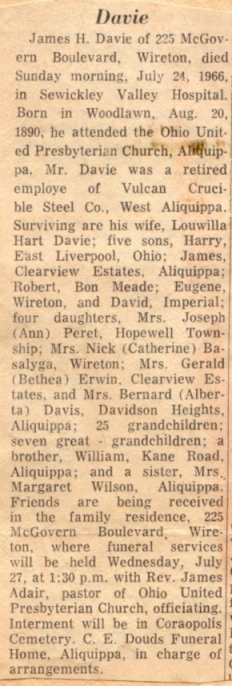 Davie
James H. Davie of 225 McGov-
ern Boulevard, Wireton, died
Sunday morning, July 24, 1966,
in Sewickley Valley Hospital.
Born in Woodlawn, Aug. 20,
1890, he attended the Ohio Unit-
ed Presbyterian Church, Aliquip-
pa. Mr. Davie was a retired
employe of Vulcan Cruci-
ble Steel Co., West Aliquippa.
Surviving are his wife, Louwilla
Hart Davie; five sons, Harry,
East Liverpool, Ohio; James,
Clearview Estates, Aliquippa;
Robert, Bon Meade; Eugene,
Wireton, and David, Imperial;
four daughters, Mrs. Joseph
(Ann) Peret, Hopewell Town-
ship; Mrs. Nick (Catherine) Ba-
salyga, Wireton; Mrs. Gerald
(Bethea) Erwin, Clearview Es-
tates, and Mrs. Bernard (Alber-
ta) Davis, Davidson Heights,
Aliquippa; 25 grandchildren;
seven great - grandchildren; a
brother, William, Kane Road,
Aliquippa; and a sister, Mrs.
Margaret Wilson, Aliquippa.
Friends are being received
in the family residence, 225
McGovern Boulevard, Wire-
ton, where funeral services
will be held Wednesday, July
27, at 1:30 p.m. with Rev. James
Adair, pastor of Ohio United
Presbyterian Church, officiating.
Interment will be in Coraopolis
Cemetery. C. E. Douds Funeral
Home, Aliquippa, in charge of
arrangements.